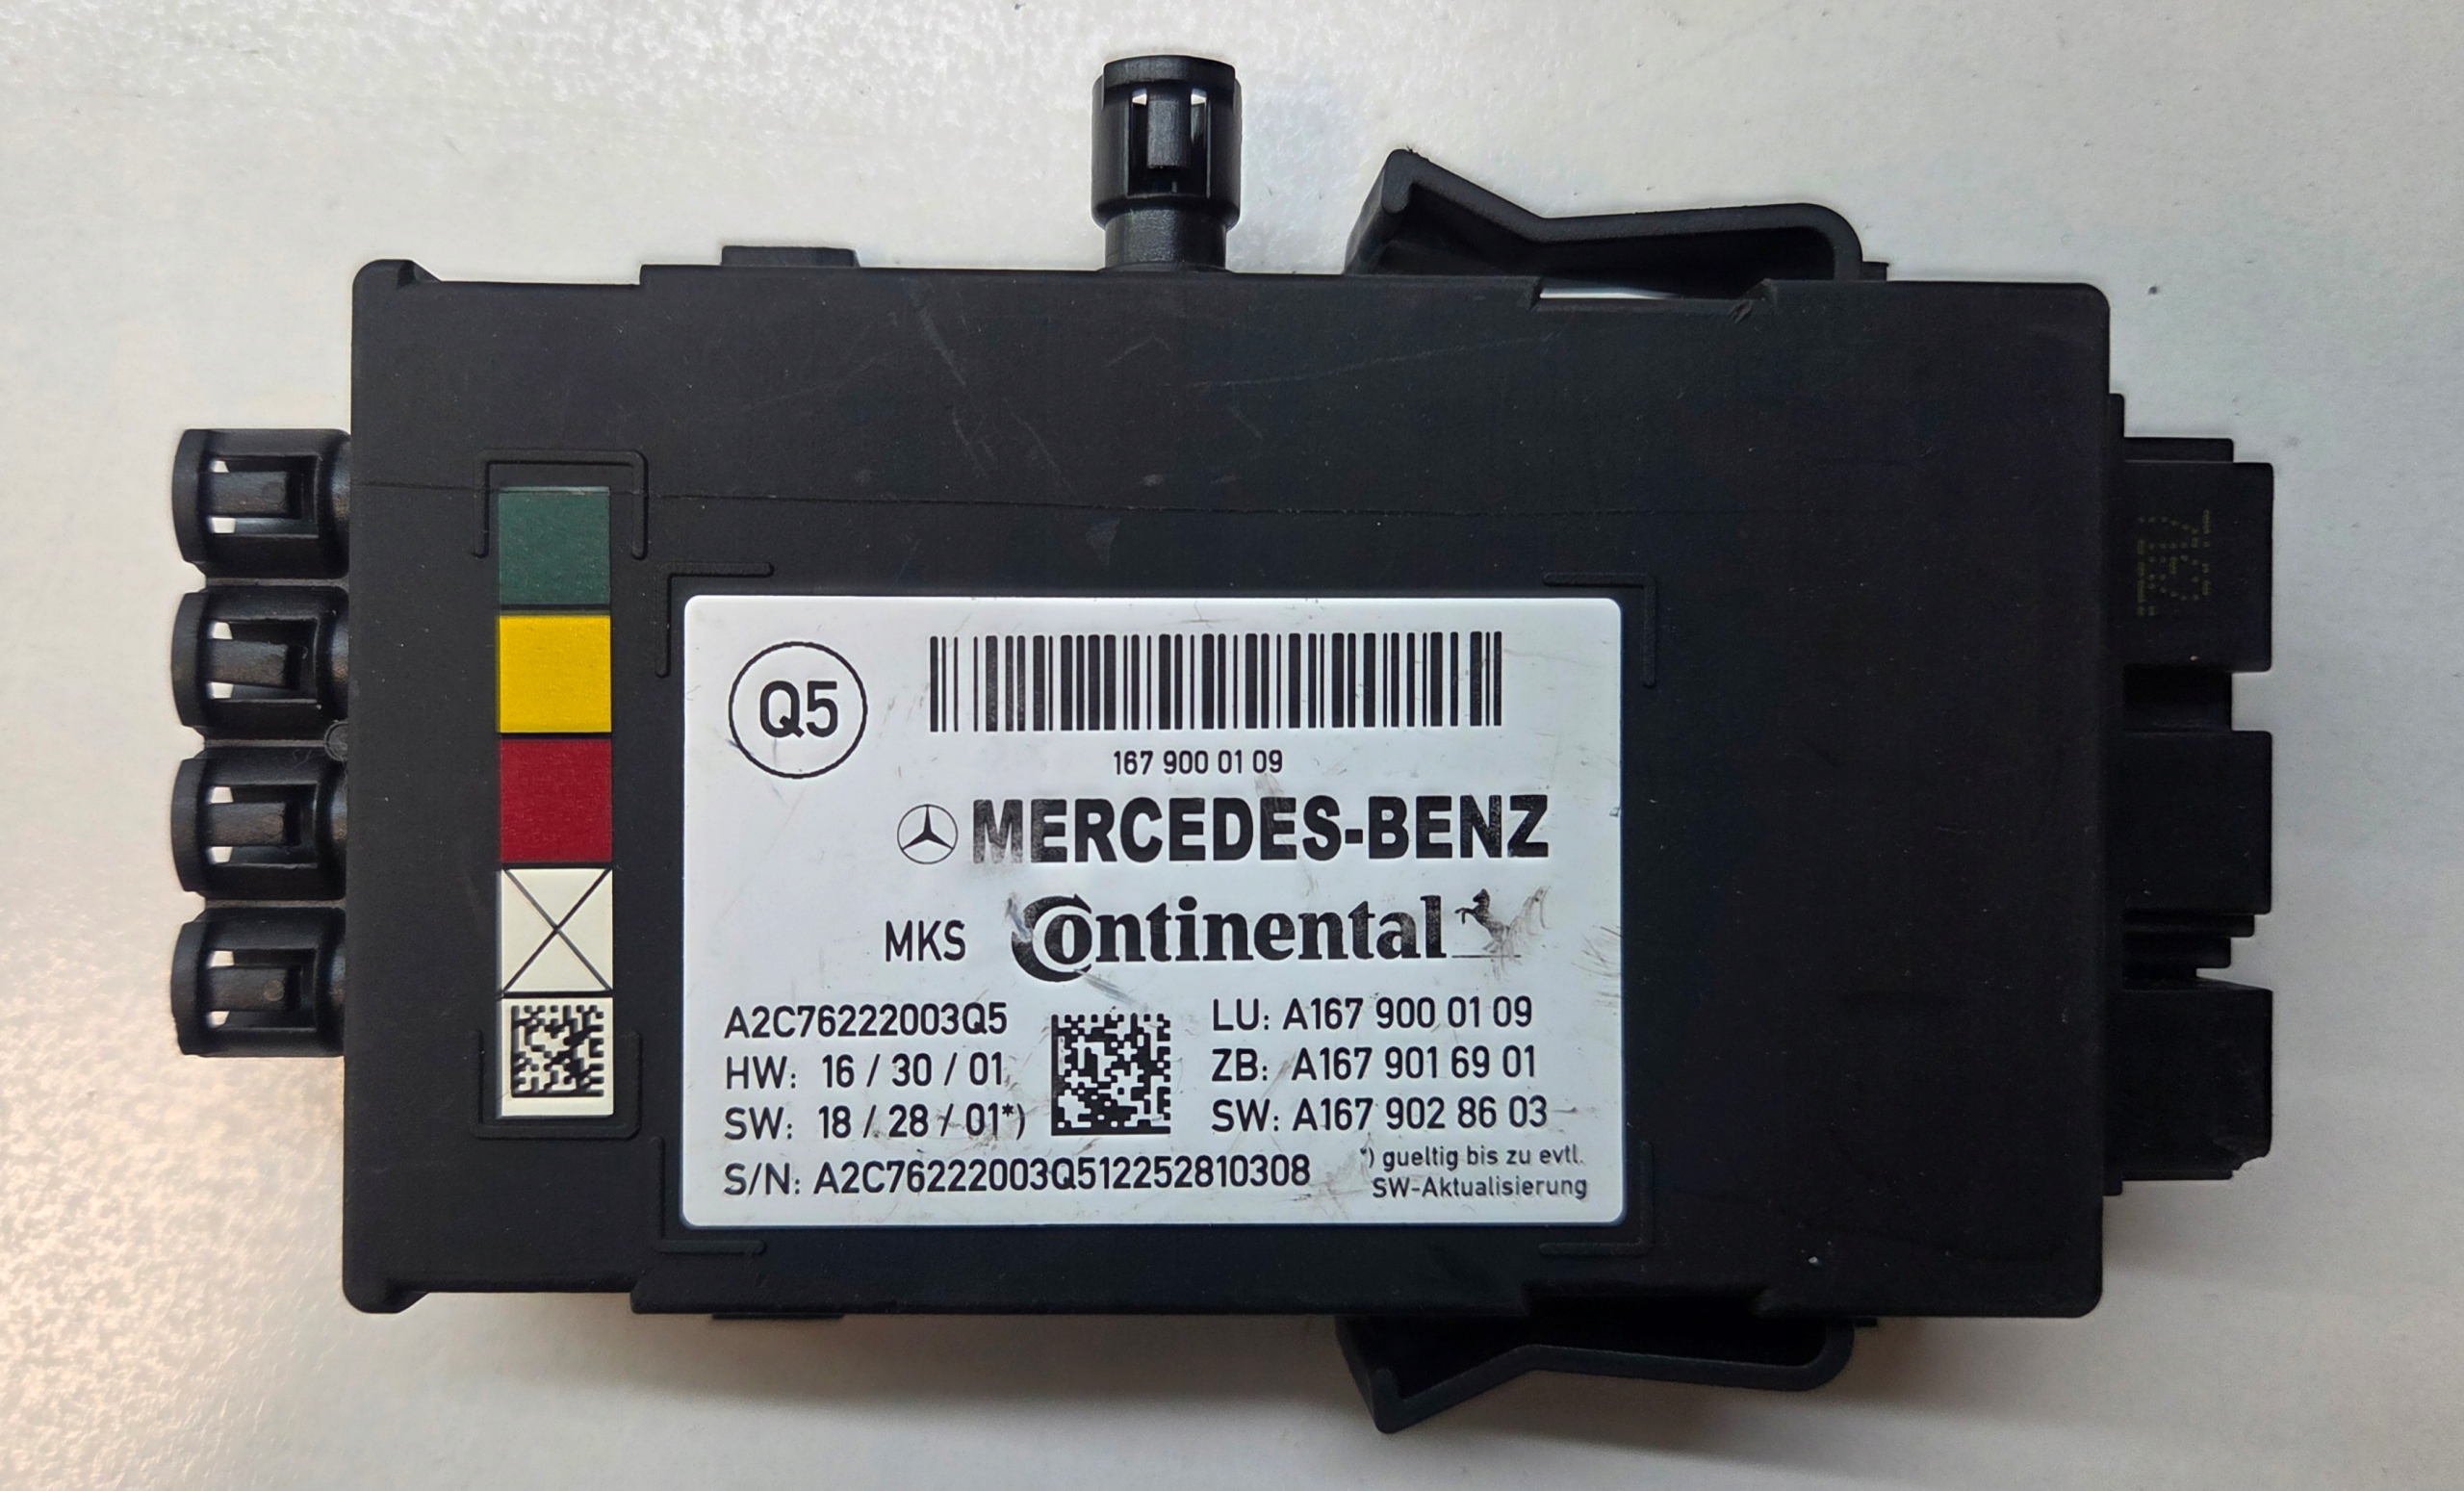 Q5
167 900 01 09
MERCEDES-BENZ
MKS Continental
A2C76222003Q5
HW: 16 / 30 / 01
SW: 18 / 28 / 01*)
LU: A167 900 01 09
ZB: A167 901 69 01
SW: A167 902 86 03
S/N: A2C76222003Q512252810308
*) gueltig bis zu evtl.
SW-Aktualisierung